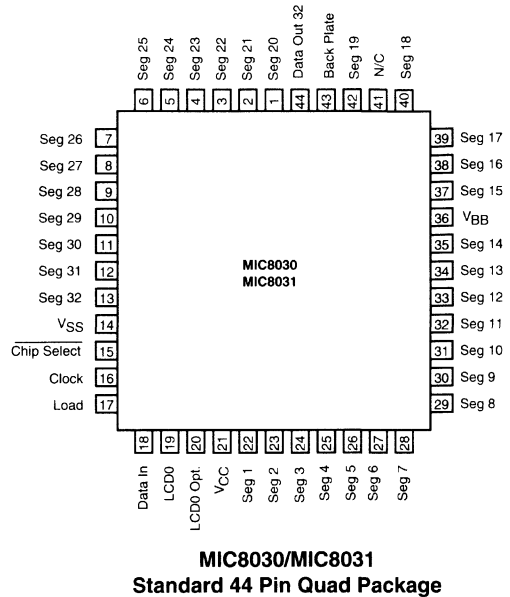 Seg 25
Seg 24
Seg 23
Seg 22
Seg 21
Seg 20
Data Out 32
Back Plate
Seg 19
N/C
Seg 18
6
5
4
3
2
1
44
43
42
41
40
Seg 26 7
Seg 27 8
Seg 28 9
Seg 29 10
Seg 30 11
Seg 31 12
Seg 32 13
VSS 14
Chip Select 15
Clock 16
Load 17
MIC8030
MIC8031
39 Seg 17
38 Seg 16
37 Seg 15
36 VBB
35 Seg 14
34 Seg 13
33 Seg 12
32 Seg 11
31 Seg 10
30 Seg 9
29 Seg 8
18
19
20
21
22
23
24
25
26
27
28
Data In
LCD0
LCD0 Opt.
VCC
Seg 1
Seg 2
Seg 3
Seg 4
Seg 5
Seg 6
Seg 7
MIC8030/MIC8031
Standard 44 Pin Quad Package